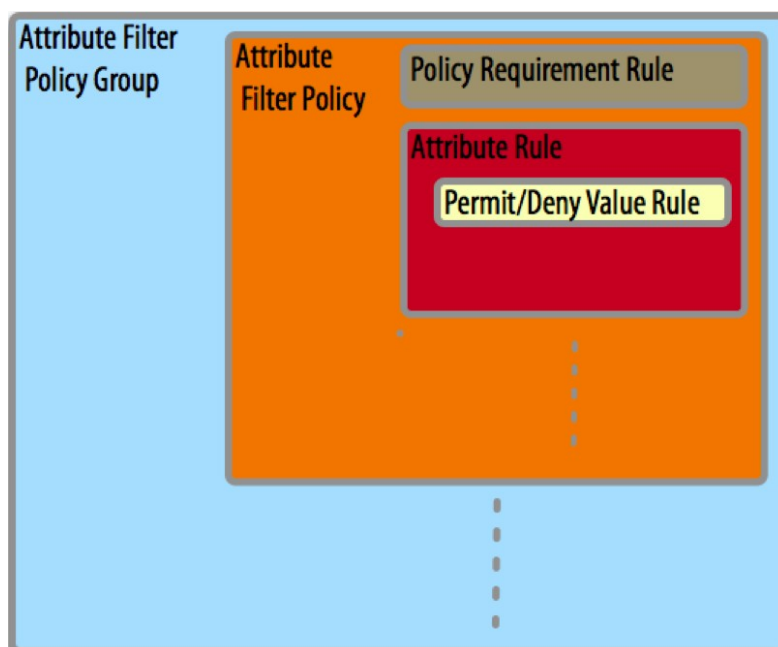 Attribute Filter
Policy Group
Attribute
Filter Policy
Policy Requirement Rule
Attribute Rule
Permit/Deny Value Rule